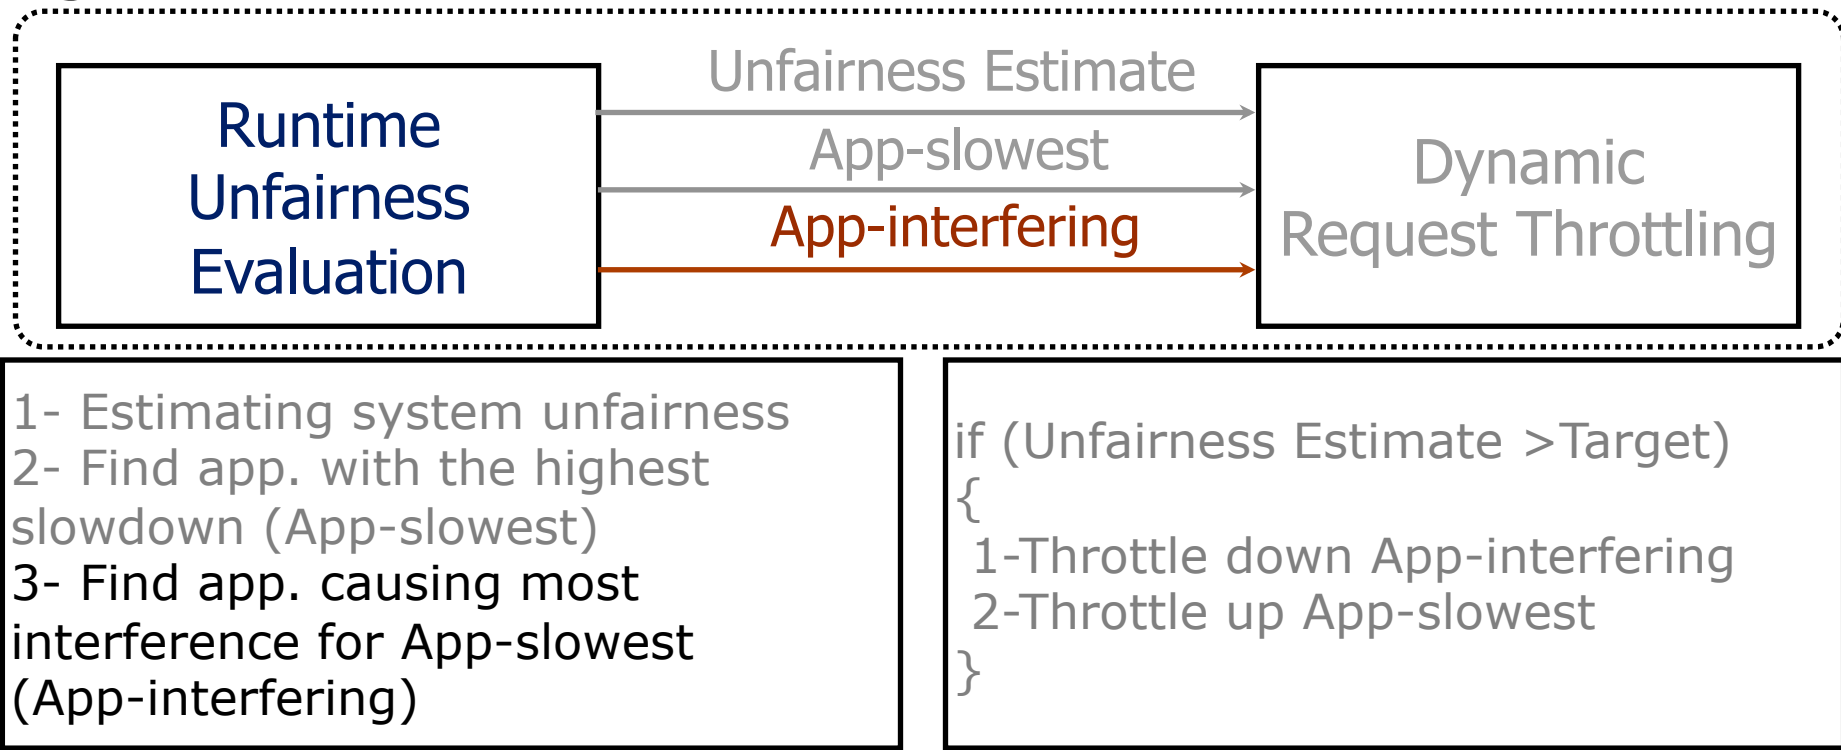 Runtime
Unfairness
Evaluation
Unfairness Estimate
App-slowest
App-interfering
Dynamic
Request Throttling
1- Estimating system unfairness
2- Find app. with the highest
slowdown (App-slowest)
3- Find app. causing most
interference for App-slowest
(App-interfering)
if (Unfairness Estimate >Target)
{
1-Throttle down App-interfering
2-Throttle up App-slowest
}